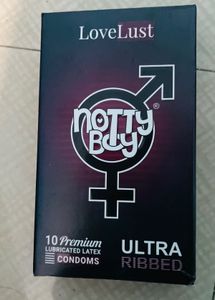 LoveLust
nOTTY
BOy®
10 Premium
LUBRICATED LATEX
CONDOMS
ULTRA
RIBBED